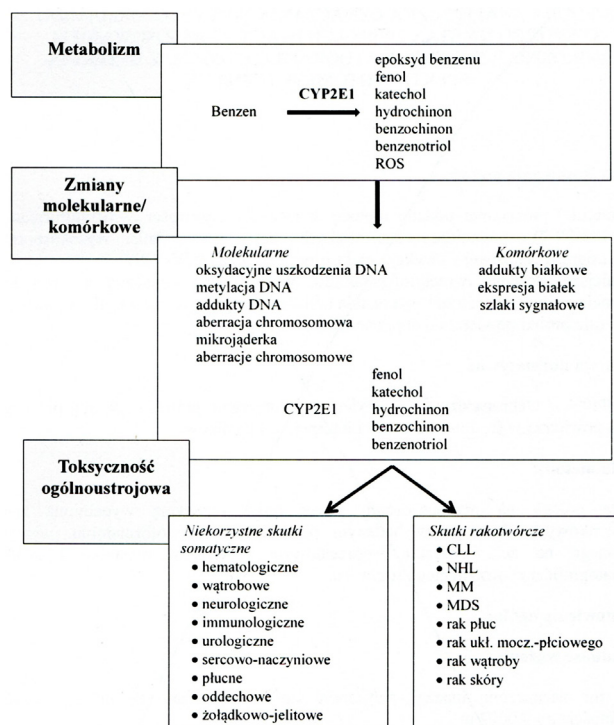 Metabolizm
epoksyd benzenu
fenol
Benzen CYP2E1 katechol
hydrochinon
benzochinon
benzenotriol
ROS
Zmiany
molekularne/
komórkowe
Molekularne
oksydacyjne uszkodzenia DNA
metylacja DNA
addukty DNA
aberracja chromosomowa
mikrojąderka
aberracje chromosomowe
Komórkowe
addukty białkowe
ekspresja białek
szlaki sygnałowe
fenol
katechol
CYP2E1 hydrochinon
benzochinon
benzenotriol
Toksyczność
ogólnoustrojowa
Niekorzystne skutki
somatyczne
• hematologiczne
• wątrobowe
• neurologiczne
• immunologiczne
• urologiczne
• sercowo-naczyniowe
• płucne
• oddechowe
• żołądkowo-jelitowe
Skutki rakotwórcze
• CLL
• NHL
• MM
• MDS
• rak płuc
• rak ukł. mocz.-płciowego
• rak wątroby
• rak skóry